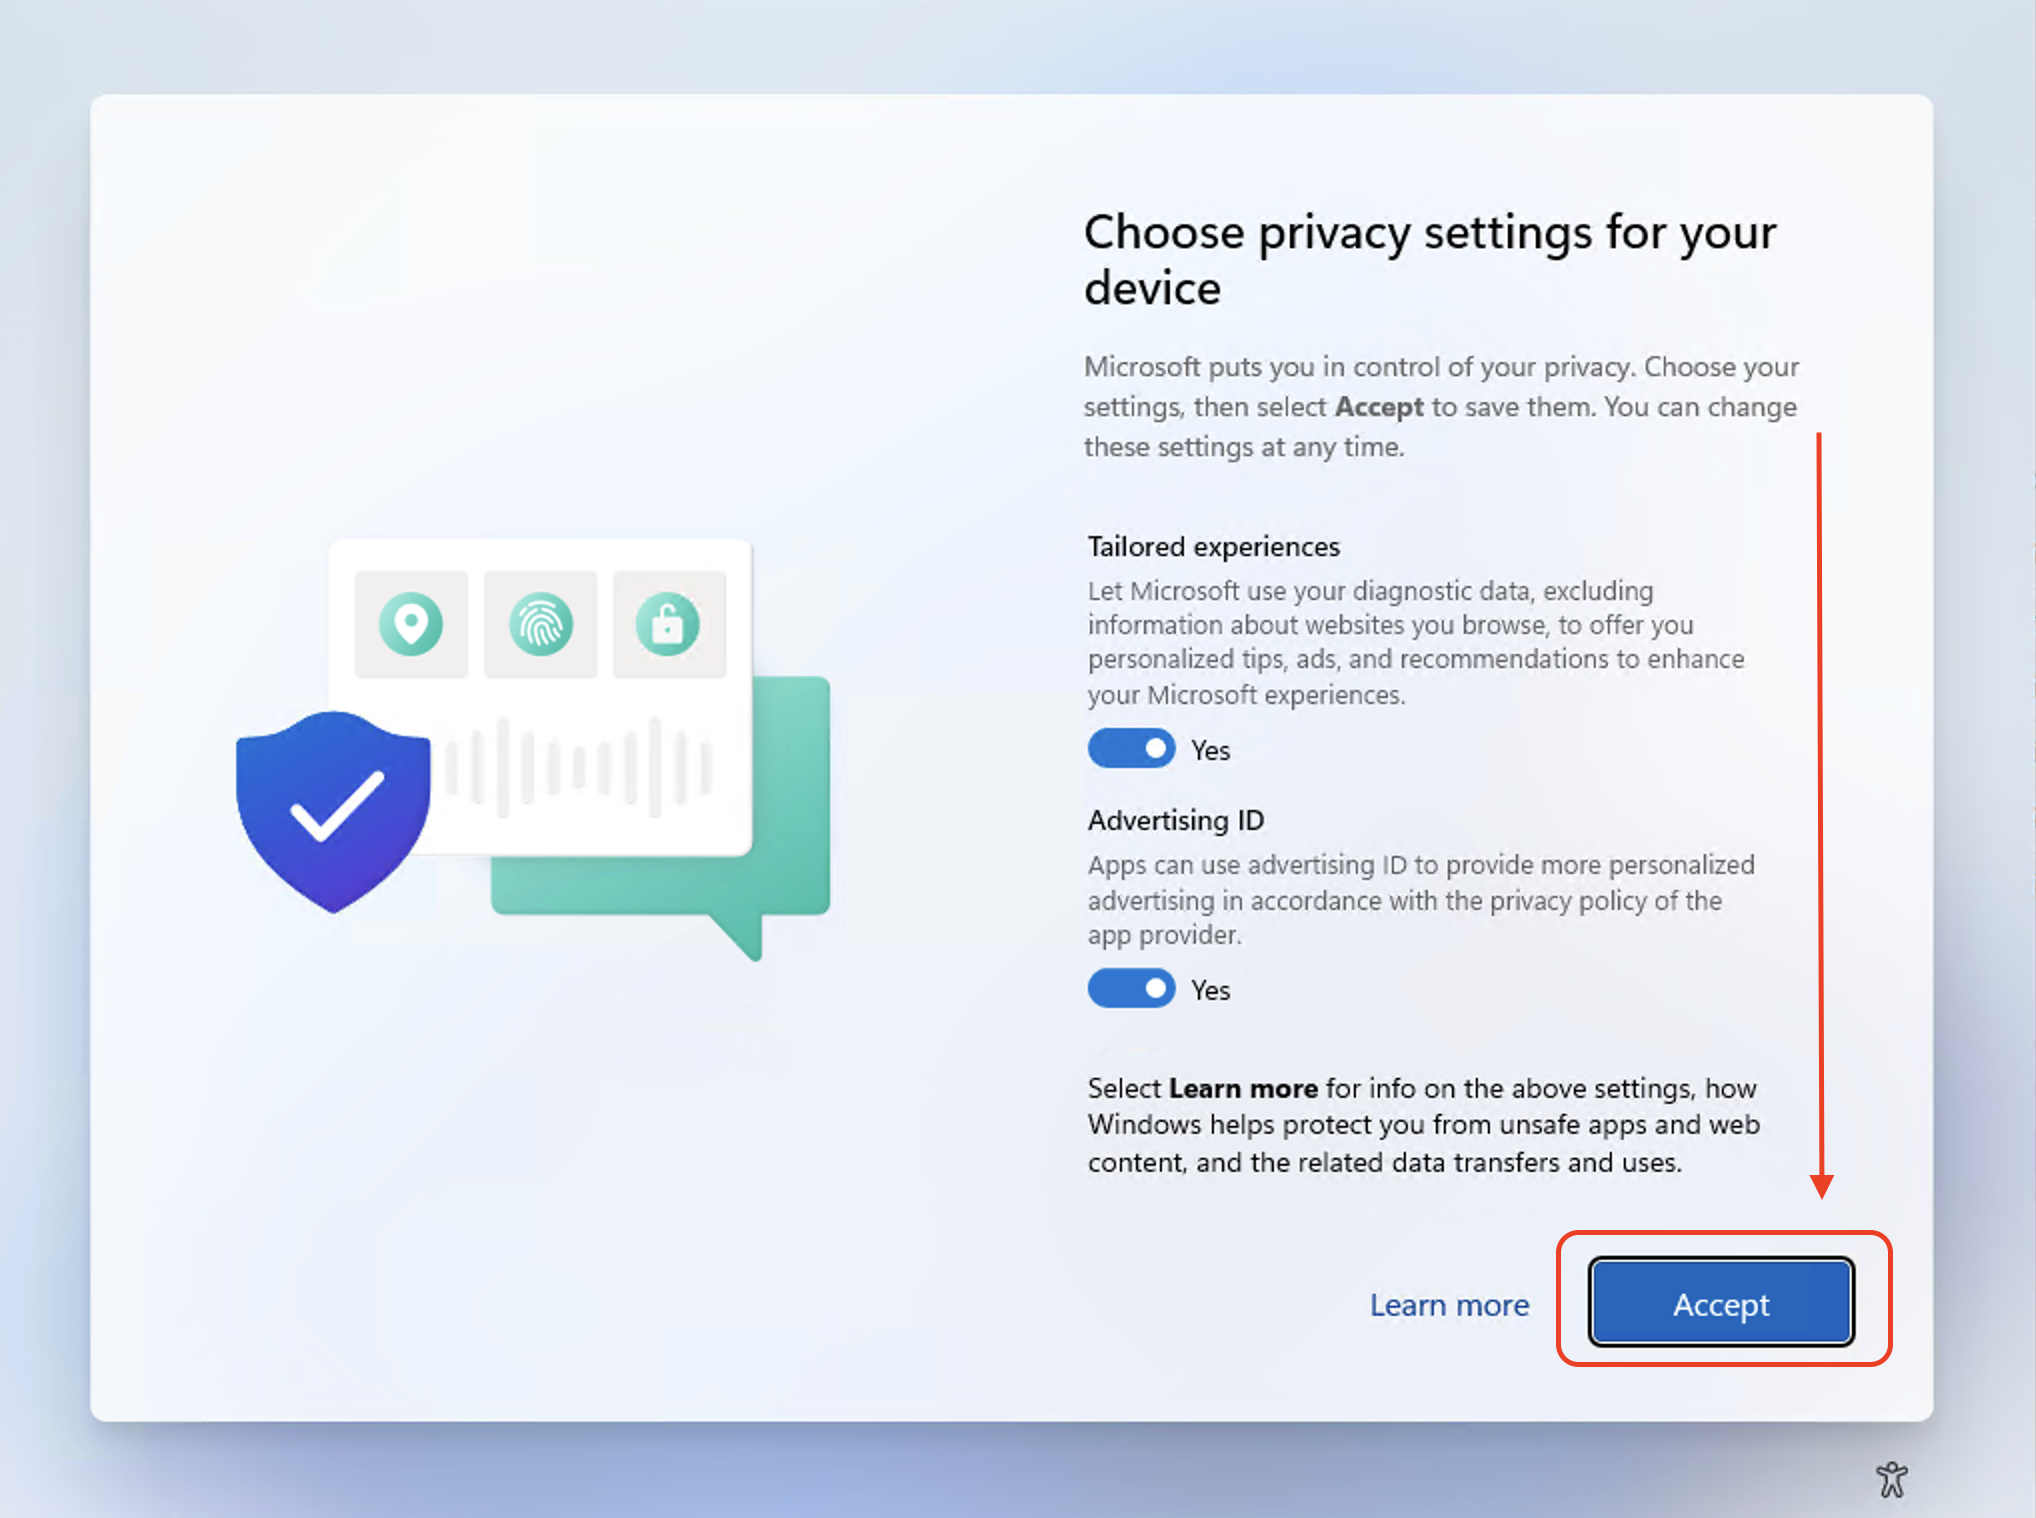 Choose privacy settings for your
device
Microsoft puts you in control of your privacy. Choose your
settings, then select Accept to save them. You can change
these settings at any time.
Tailored experiences
Let Microsoft use your diagnostic data, excluding
information about websites you browse, to offer you
personalized tips, ads, and recommendations to enhance
your Microsoft experiences.
Yes
Advertising ID
Apps can use advertising ID to provide more personalized
advertising in accordance with the privacy policy of the
app provider.
Yes
Select Learn more for info on the above settings, how
Windows helps protect you from unsafe apps and web
content, and the related data transfers and uses.
Learn more
Accept